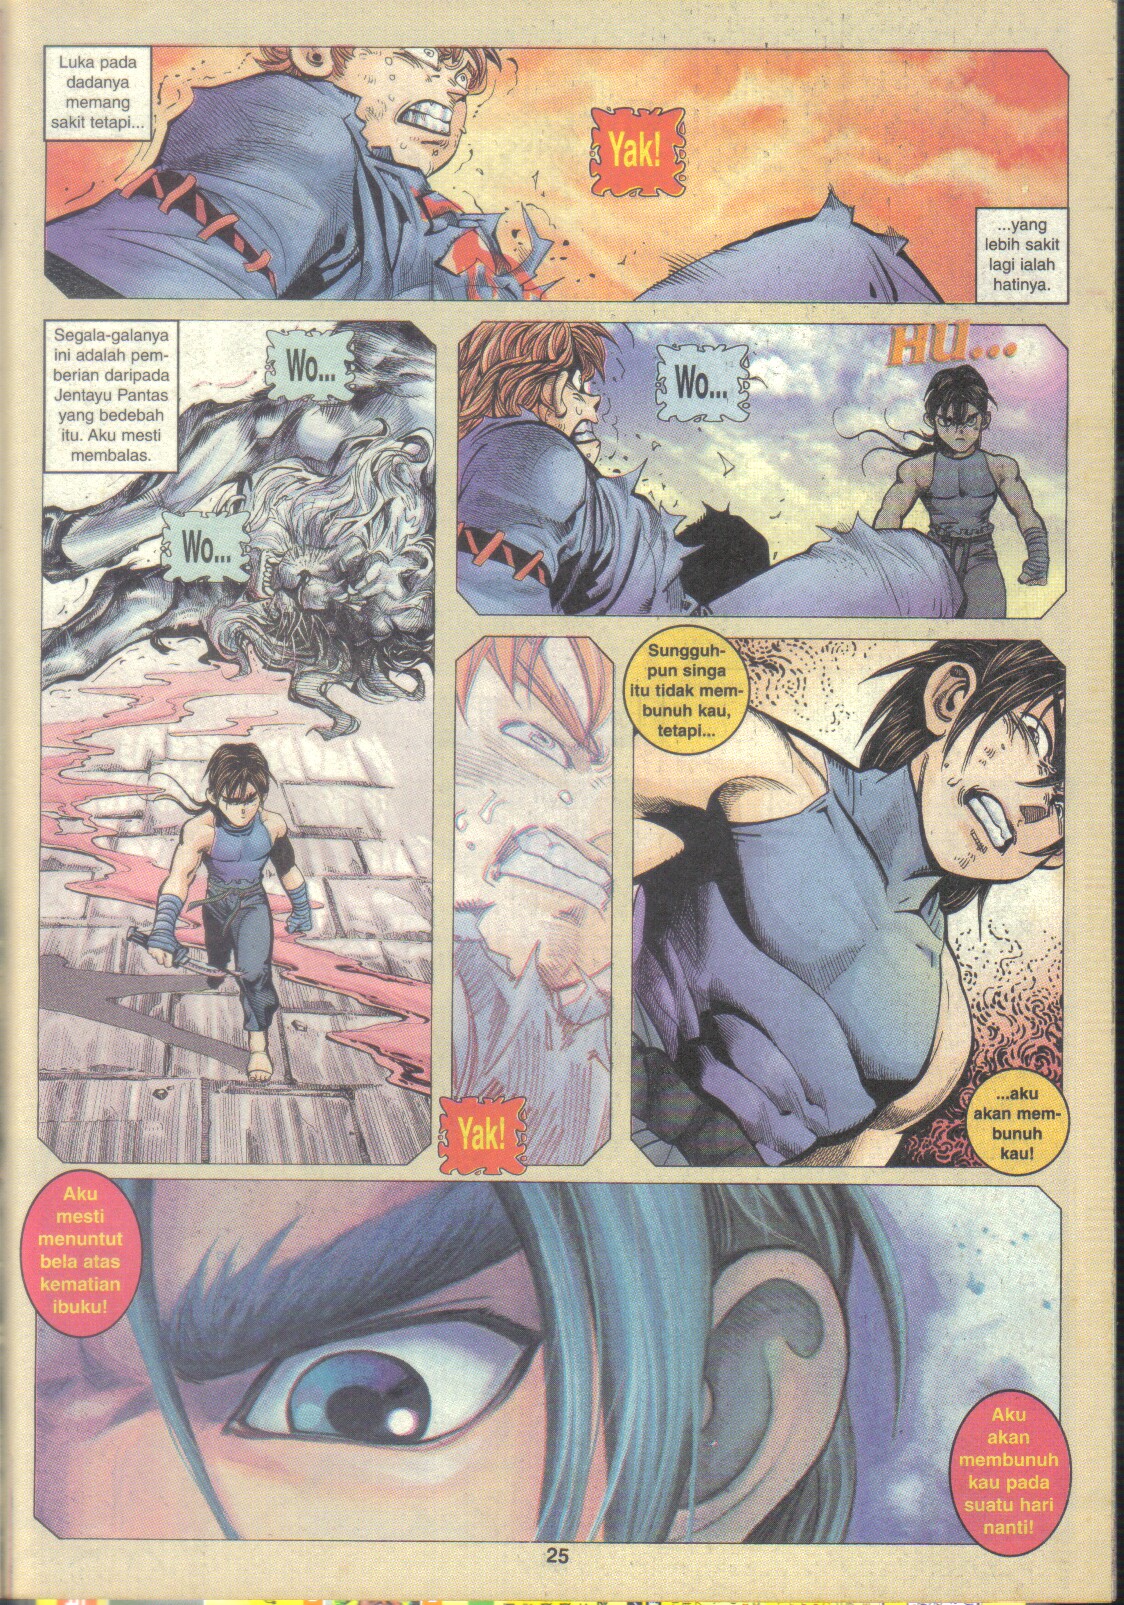 Luka pada
dadanya
memang
sakit tetapi...
Yak!
...yang
lebih sakit
lagi ialah
hatinya.
Segala-galanya
ini adalah pem-
berian daripada
Jentayu Pantas
yang bedebah
itu. Aku mesti
membalas.
Wo...
Wo...
Wo...
HU...
Yak!
Sungguh-
pun singa
itu tidak mem-
bunuh kau,
tetapi...
...aku
akan mem-
bunuh
kau!
Aku
mesti
menuntut
bela atas
kematian
ibuku!
Aku
akan
membunuh
kau pada
suatu hari
nanti!
25